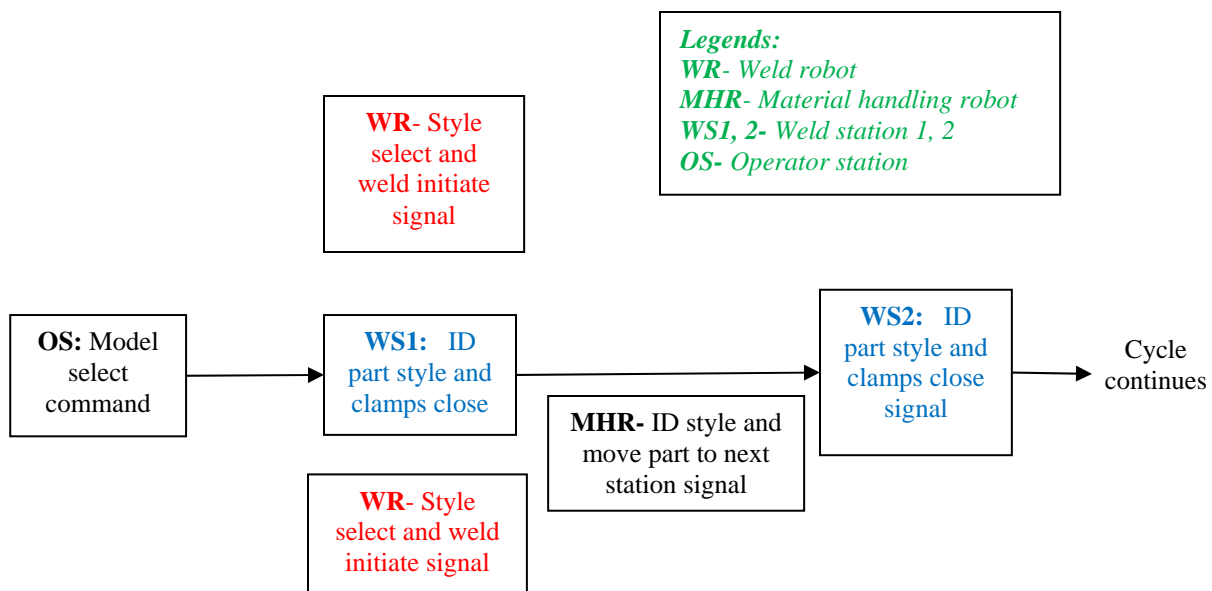 Legends:
WR- Weld robot
MHR- Material handling robot
WS1, 2- Weld station 1, 2
OS- Operator station
WR- Style
select and
weld initiate
signal
OS: Model
select
command
WS1: ID
part style and
clamps close
WS2: ID
part style and
clamps close
signal
Cycle
continues
MHR- ID style and
move part to next
station signal
WR- Style
select and weld
initiate signal